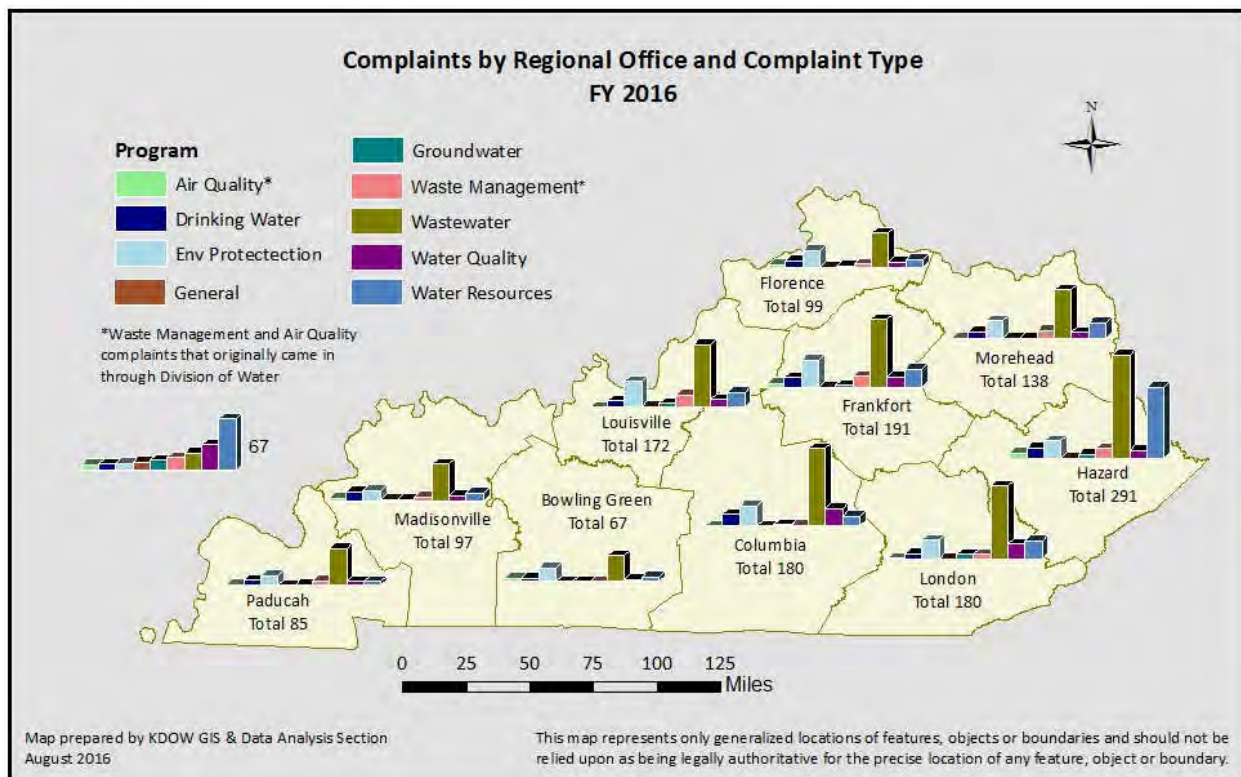 Complaints by Regional Office and Complaint Type
FY 2016
N
Program
Air Quality*
Drinking Water
Env Protectection
General
Groundwater
Waste Management*
Wastewater
Water Quality
Water Resources
*Waste Management and Air Quality
complaints that originally came in
through Division of Water
67
Florence
Total 99
Morehead
Total 138
Frankfort
Total 191
Louisville
Total 172
Hazard
Total 291
Madisonville
Total 97
Bowling Green
Total 67
Columbia
Total 180
London
Total 180
Paducah
Total 85
0 25 50 75 100 125
Miles
Map prepared by KDOW GIS & Data Analysis Section
August 2016
This map represents only generalized locations of features, objects or boundaries and should not be
relied upon as being legally authoritative for the precise location of any feature, object or boundary.